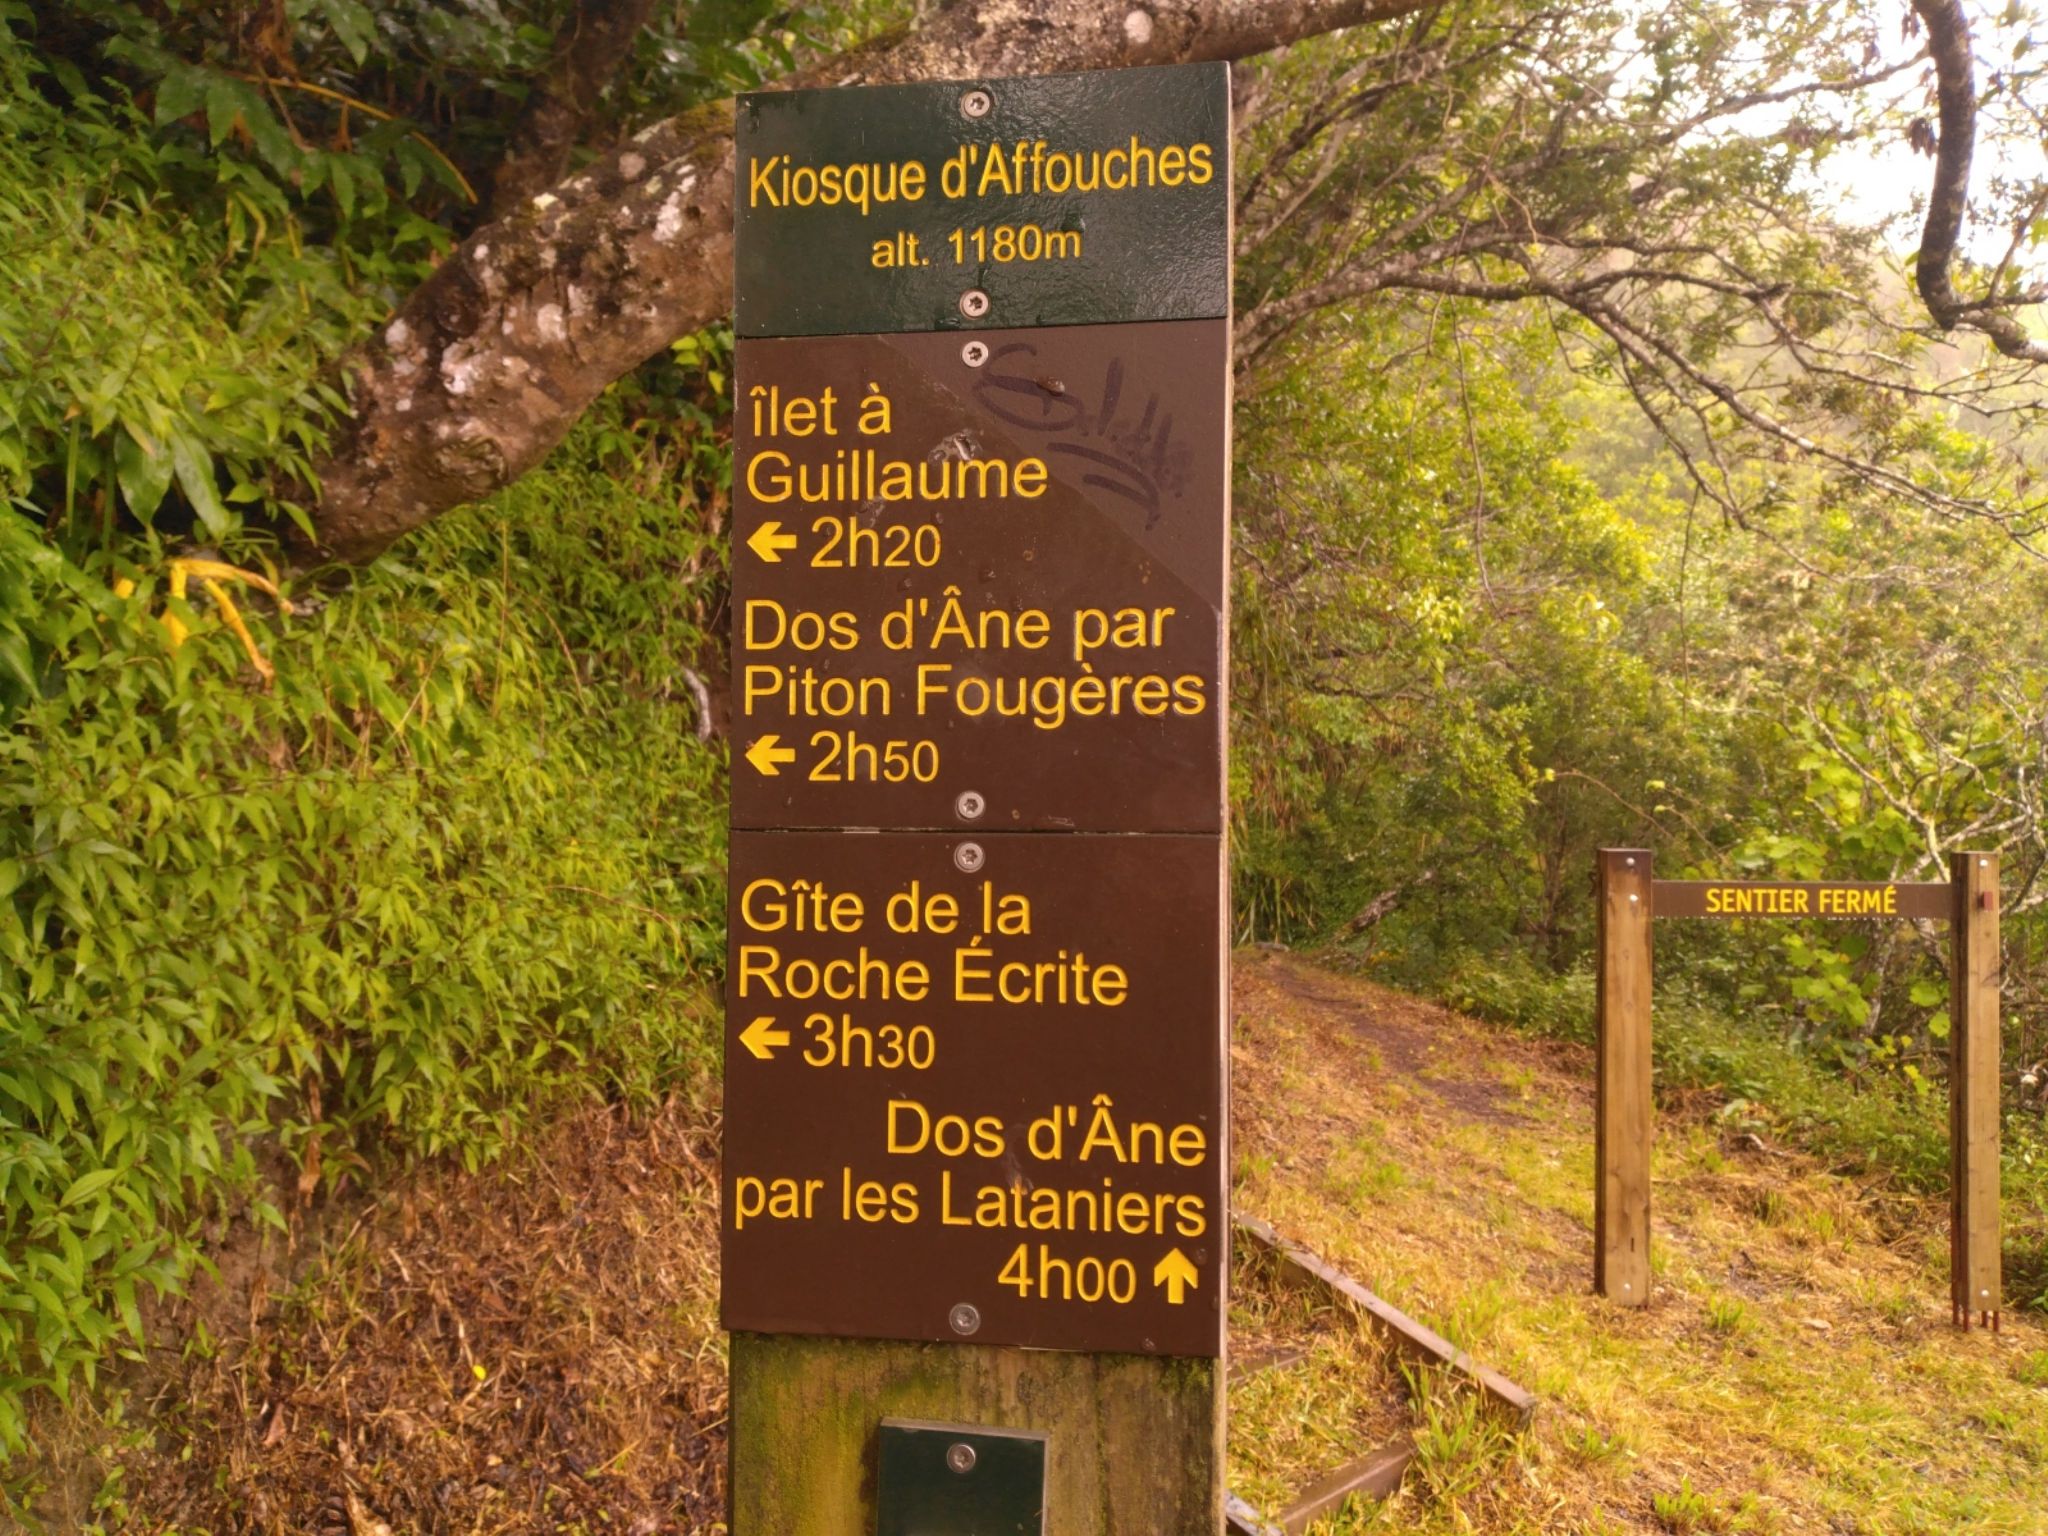 Kiosque d'Affouches
alt. 1180m
îlet à
Guillaume
← 2h20
Dos d'Âne par
Piton Fougères
← 2h50
Gîte de la
Roche Écrite
← 3h30
Dos d'Âne
par les Lataniers
4h00 ↑
SENTIER FERMÉ